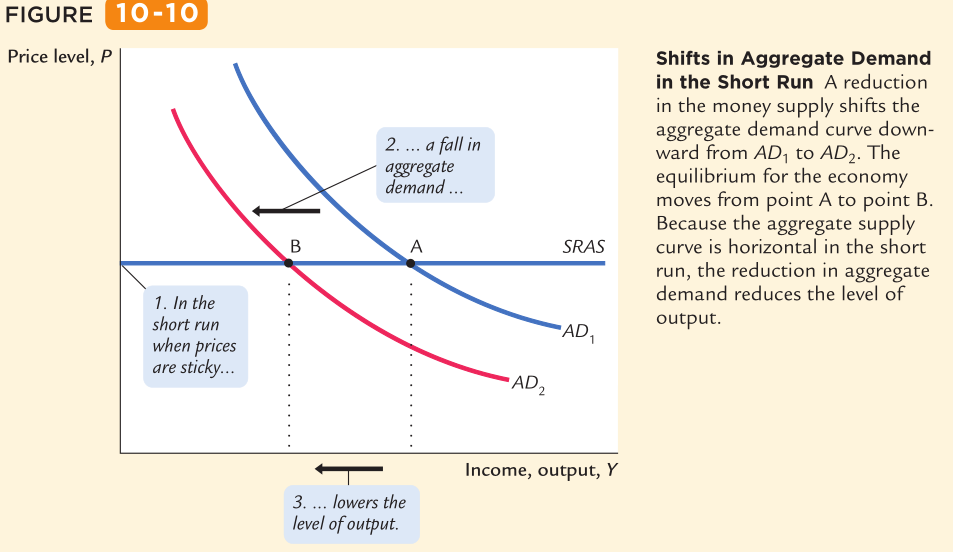 FIGURE 10-10
Price level, P
Shifts in Aggregate Demand
in the Short Run A reduction
in the money supply shifts the
aggregate demand curve down-
ward from AD₁ to AD₂. The
equilibrium for the economy
moves from point A to point B.
Because the aggregate supply
curve is horizontal in the short
run, the reduction in aggregate
demand reduces the level of
output.
2. ... a fall in
aggregate
demand ...
B
A
SRAS
1. In the
short run
when prices
are sticky...
AD₁
AD₂
Income, output, Y
3. ... lowers the
level of output.